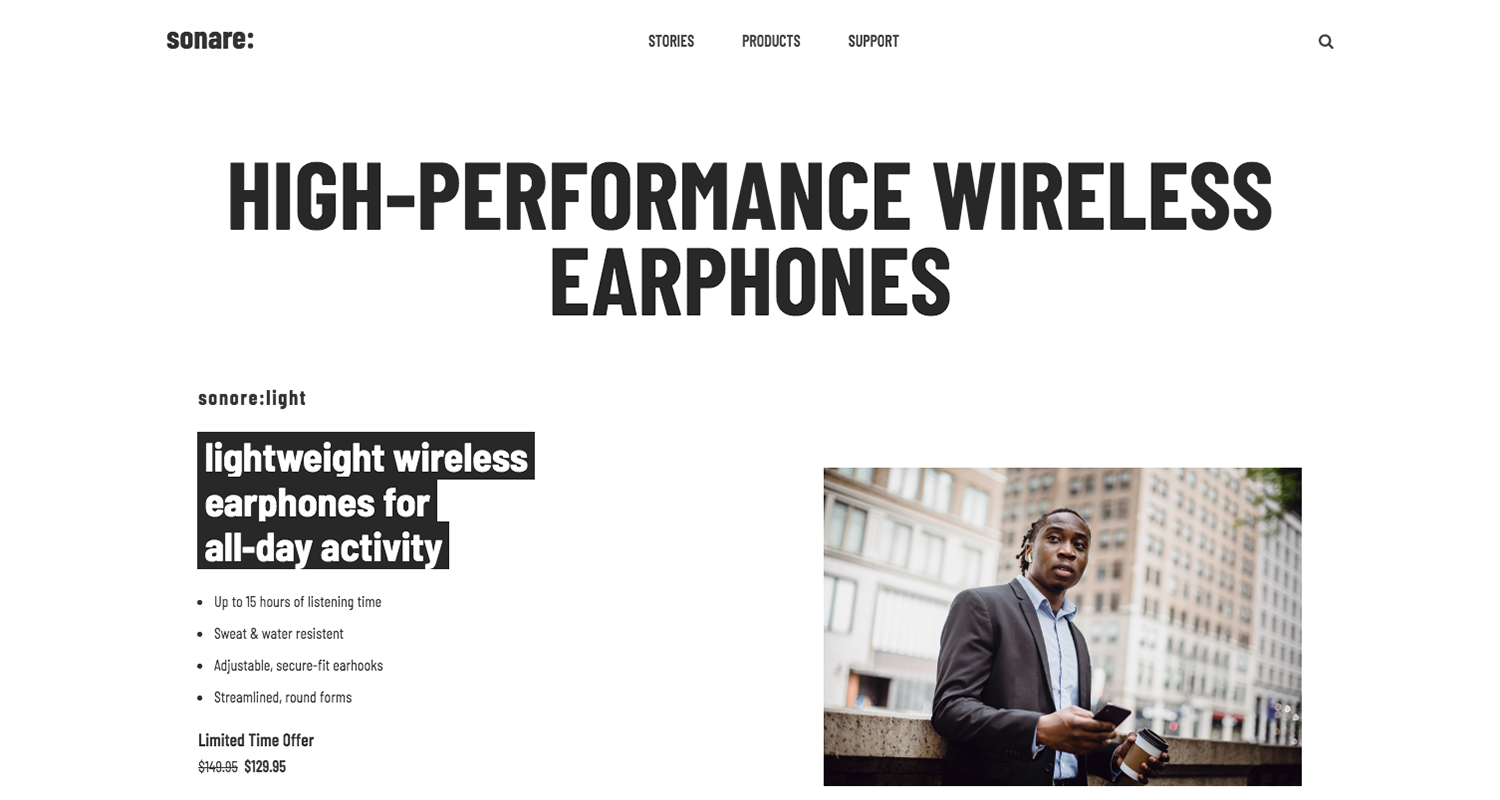 sonare:
STORIES PRODUCTS SUPPORT
HIGH-PERFORMANCE WIRELESS
EARPHONES
sonore:light
lightweight wireless
earphones for
all-day activity
Up to 15 hours of listening time
Sweat & water resistent
Adjustable, secure-fit earhooks
Streamlined, round forms
Limited Time Offer
$149.95 $129.95